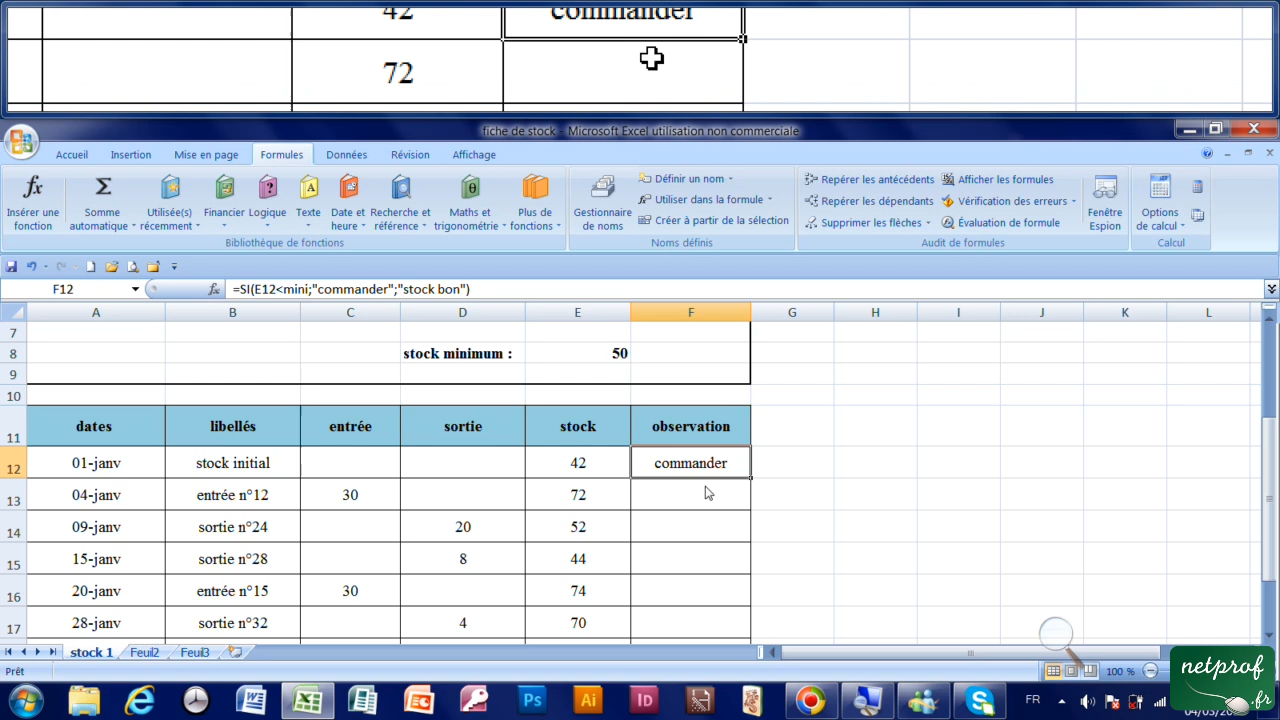 42 commander
72
fiche de stock - Microsoft Excel utilisation non commerciale
Accueil Insertion Mise en page Formules Données Révision Affichage
Insérer une fonction
Somme automatique
Utilisée(s) récemment
Financier
Logique
Texte
Date et heure
Recherche et référence
Maths et trigonométrie
Plus de fonctions
Bibliothèque de fonctions
Gestionnaire de noms
Définir un nom
Utiliser dans la formule
Créer à partir de la sélection
Noms définis
Repérer les antécédents
Repérer les dépendants
Supprimer les flèches
Afficher les formules
Vérification des erreurs
Évaluation de formule
Fenêtre Espion
Audit de formules
Options de calcul
Calcul
F12 fx =SI(E12<mini;"commander";"stock bon")
A B C D E F G H I J K L
7
8 stock minimum : 50
9
10
11 dates libellés entrée sortie stock observation
12 01-janv stock initial 42 commander
13 04-janv entrée n°12 30 72
14 09-janv sortie n°24 20 52
15 15-janv sortie n°28 8 44
16 20-janv entrée n°15 30 74
17 28-janv sortie n°32 4 70
stock 1 Feuil2 Feuil3
Prêt 100 %
W Ps Ai ID FR
netprof
.fr